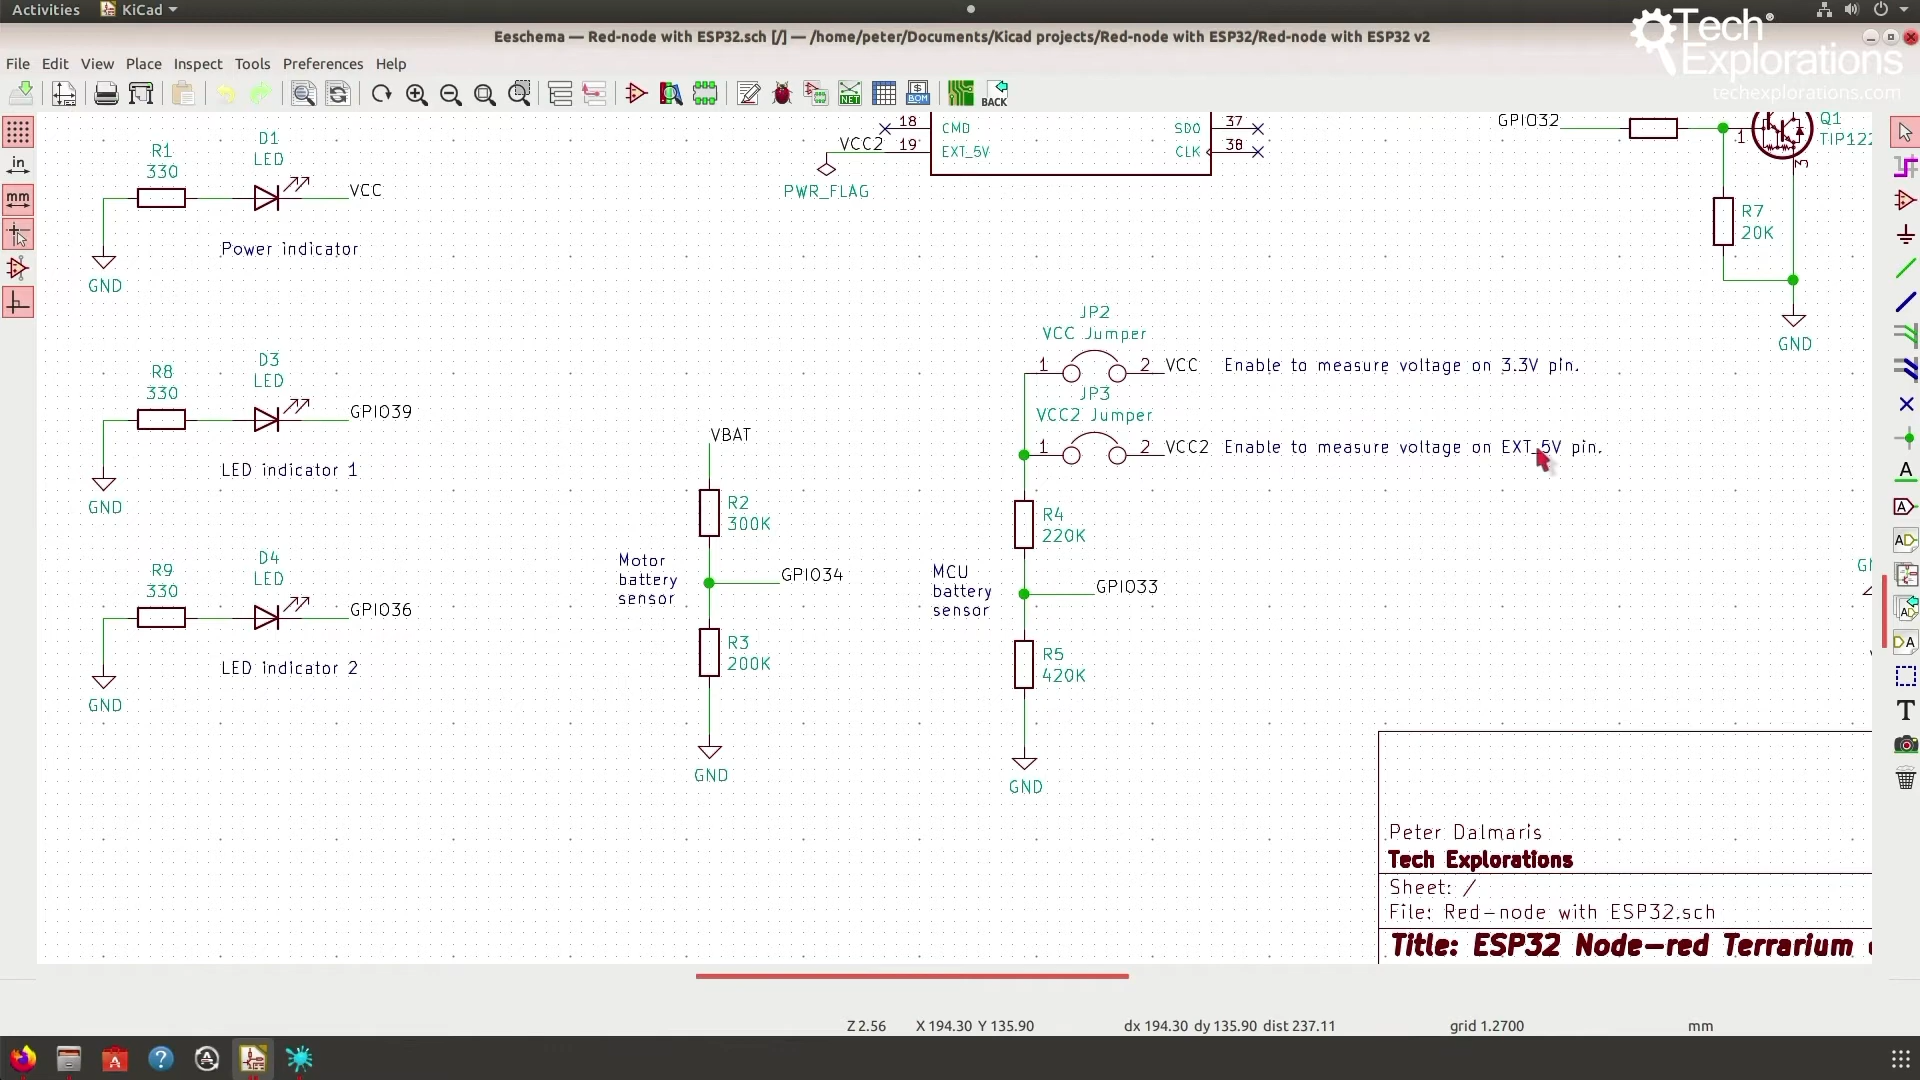 Activities
KiCad
Eeschema — Red-node with ESP32.sch [/] — /home/peter/Documents/Kicad projects/Red-node with ESP32/Red-node with ESP32 v2
Tech
Explorations
techexplorations.com
File Edit View Place Inspect Tools Preferences Help
NET
BOM
BACK
in
mm
18 CMD
VCC2 19 EXT_5V
SDO 37
CLK 38
PWR_FLAG
GPIO32
1
Q1
TIP122
3
R7
20K
GND
R1
330
D1
LED
VCC
Power indicator
GND
R8
330
D3
LED
GPIO39
LED indicator 1
GND
R9
330
D4
LED
GPIO36
LED indicator 2
GND
VBAT
R2
300K
Motor
battery
sensor
GPIO34
R3
200K
GND
JP2
VCC Jumper
1 2 VCC Enable to measure voltage on 3.3V pin.
JP3
VCC2 Jumper
1 2 VCC2 Enable to measure voltage on EXT_5V pin.
R4
220K
MCU
battery
sensor
GPIO33
R5
420K
GND
Peter Dalmaris
Tech Explorations
Sheet: /
File: Red-node with ESP32.sch
Title: ESP32 Node-red Terrarium
Z 2.56 X 194.30 Y 135.90 dx 194.30 dy 135.90 dist 237.11 grid 1.2700 mm